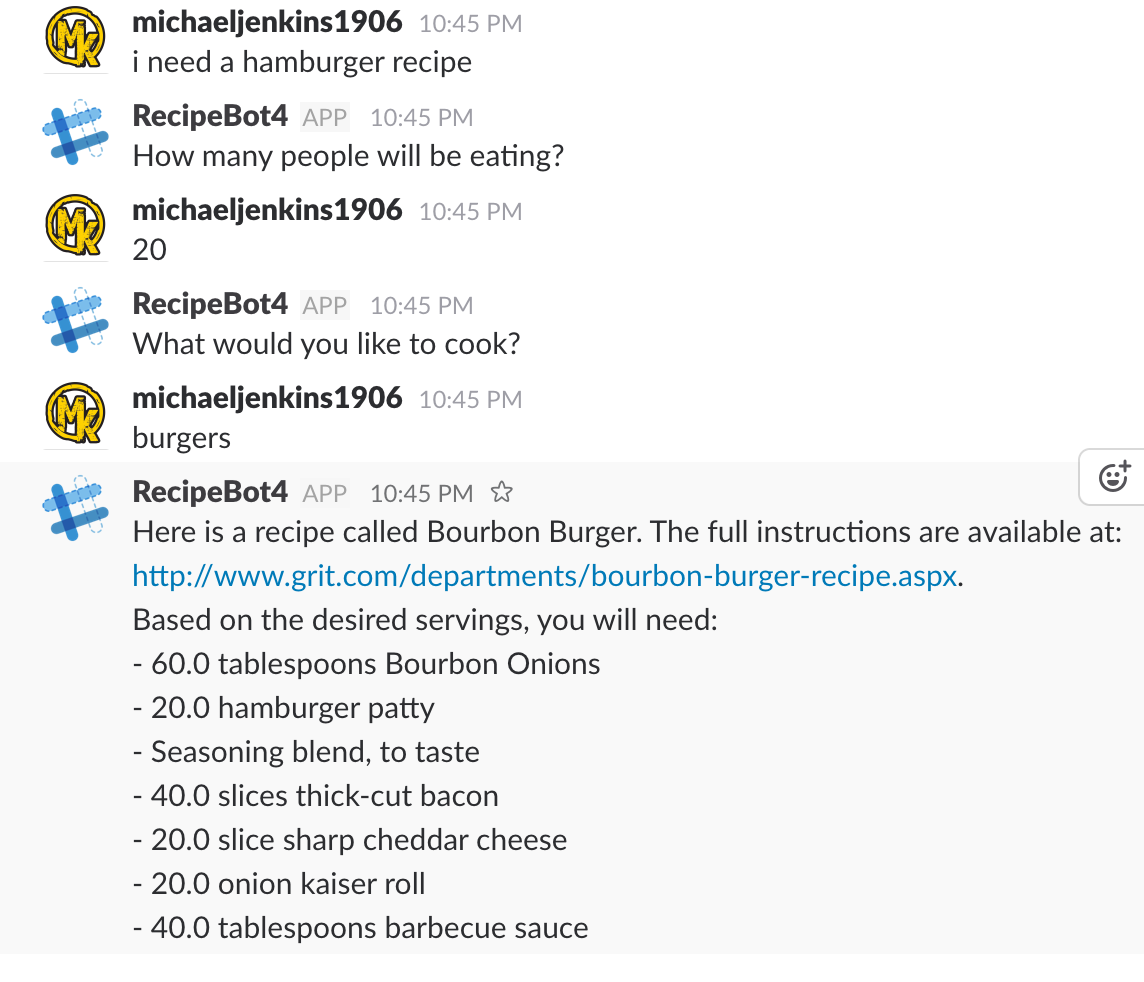 michaeljenkins1906 10:45 PM
i need a hamburger recipe
RecipeBot4 APP 10:45 PM
How many people will be eating?
michaeljenkins1906 10:45 PM
20
RecipeBot4 APP 10:45 PM
What would you like to cook?
michaeljenkins1906 10:45 PM
burgers
RecipeBot4 APP 10:45 PM
Here is a recipe called Bourbon Burger. The full instructions are available at:
http://www.grit.com/departments/bourbon-burger-recipe.aspx.
Based on the desired servings, you will need:
- 60.0 tablespoons Bourbon Onions
- 20.0 hamburger patty
- Seasoning blend, to taste
- 40.0 slices thick-cut bacon
- 20.0 slice sharp cheddar cheese
- 20.0 onion kaiser roll
- 40.0 tablespoons barbecue sauce